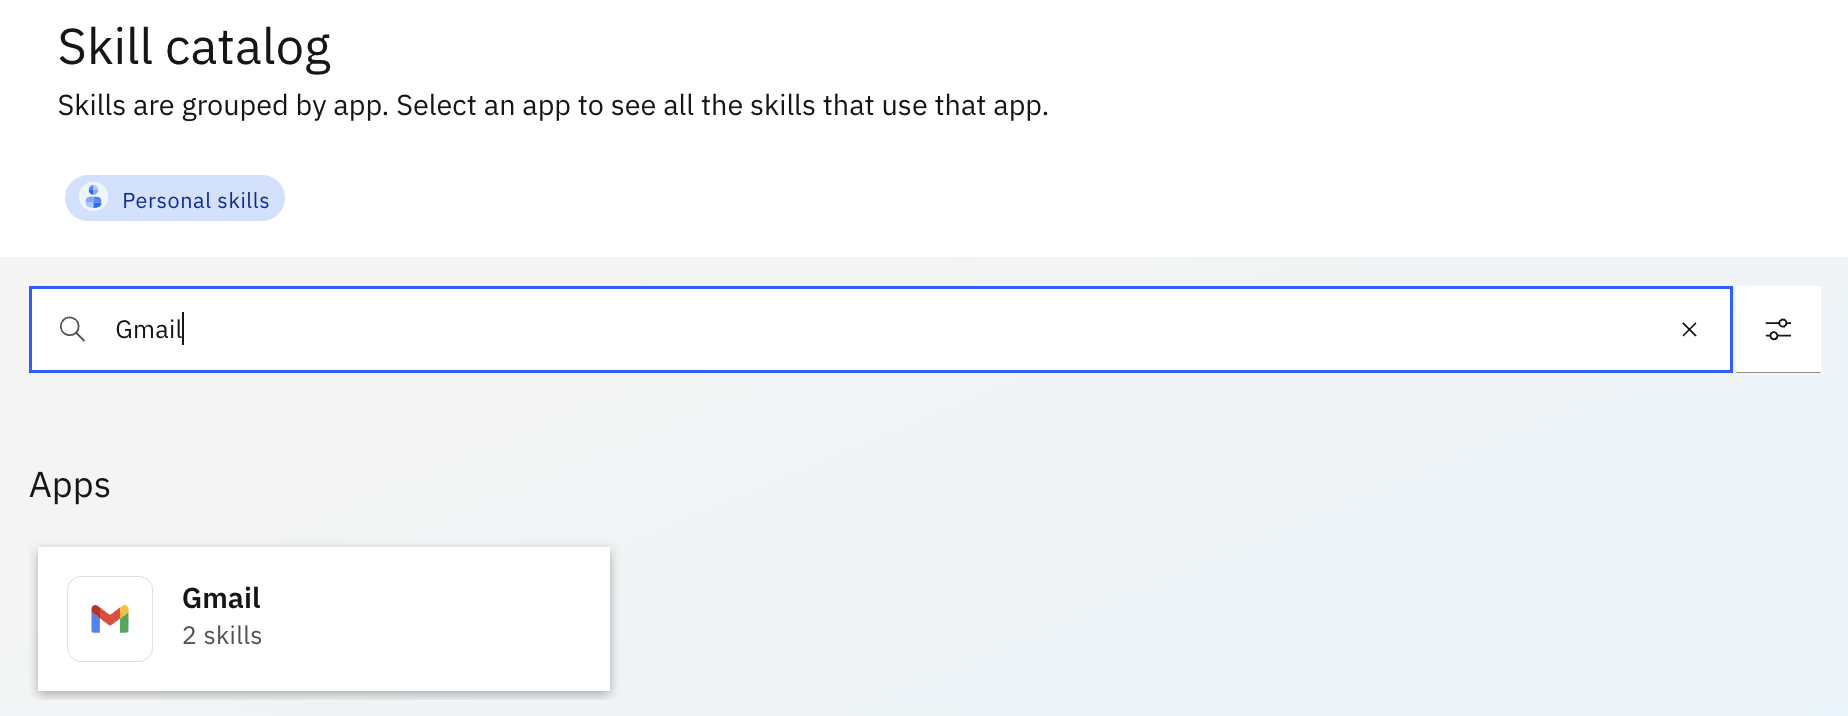 Skill catalog
Skills are grouped by app. Select an app to see all the skills that use that app.
Personal skills
Gmail
Apps
Gmail
2 skills